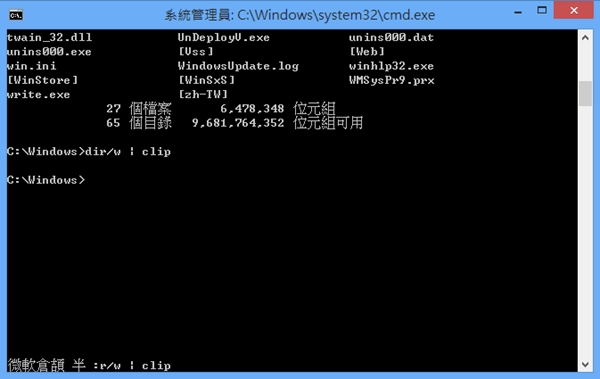 系統管理員: C:\Windows\system32\cmd.exe
twain_32.dll UnDeployV.exe unins000.dat
unins000.exe [Vss] [Web]
win.ini WindowsUpdate.log winhlp32.exe
[WinStore] [WinSxS] WMSysPr9.prx
write.exe [zh-TW]
27 個檔案 6,478,348 位元組
65 個目錄 9,681,764,352 位元組可用
C:\Windows>dir/w | clip
C:\Windows>
微軟倉頡 半 :r/w | clip